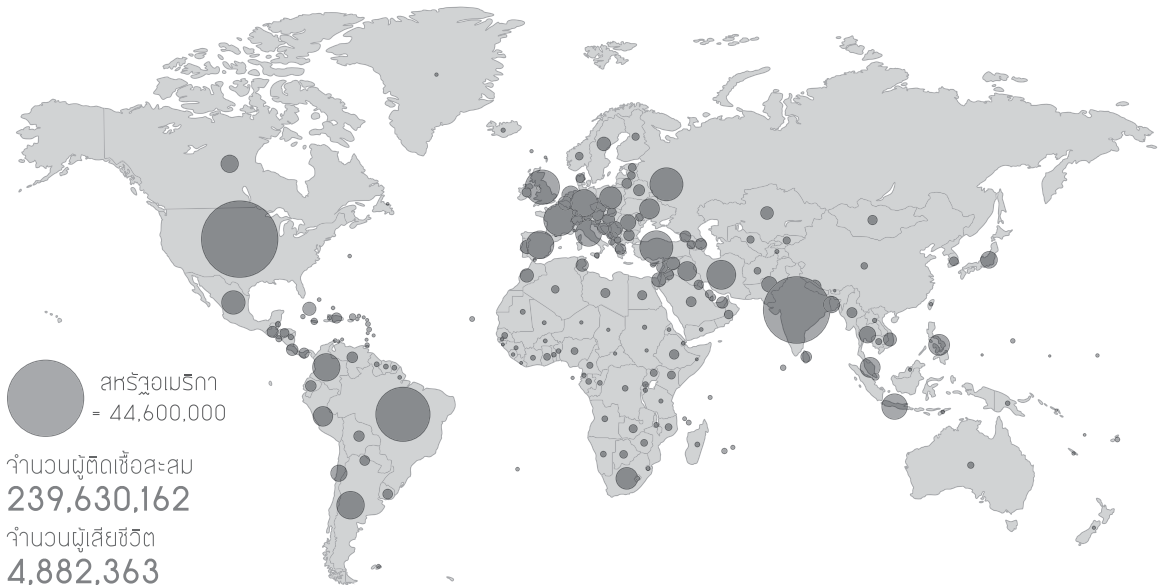 สหรัฐอเมริกา
= 44,600,000
จำนวนผู้ติดเชื้อสะสม
239,630,162
จำนวนผู้เสียชีวิต
4,882,363